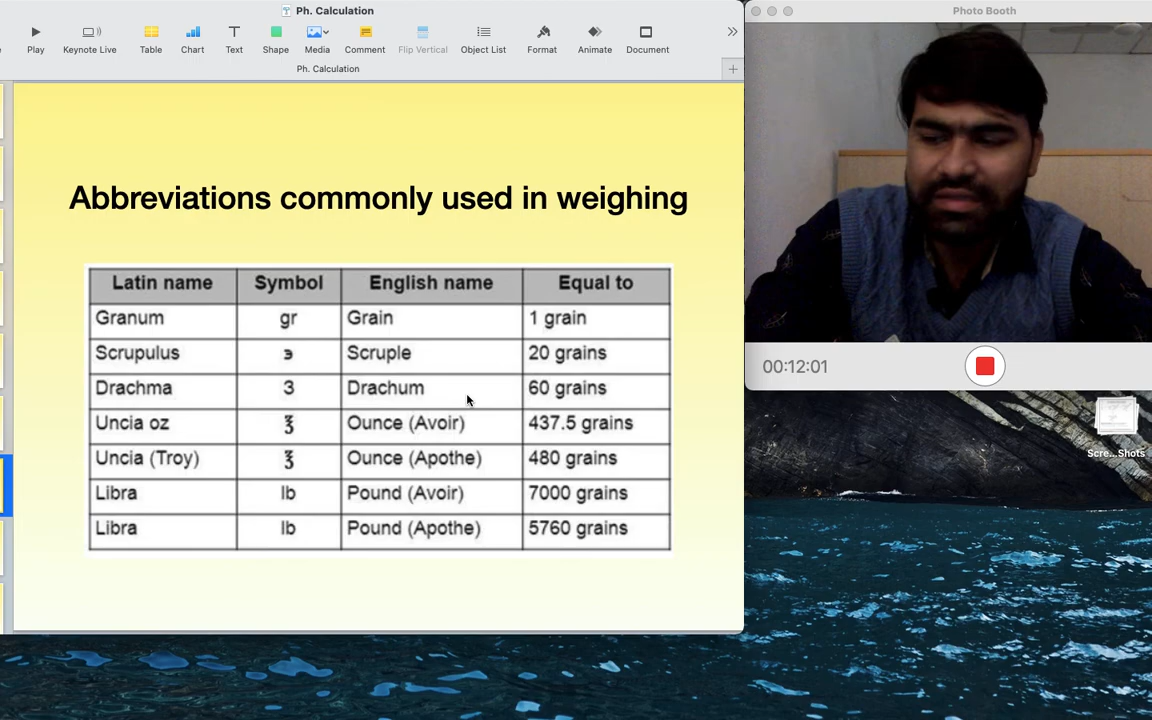 Ph. Calculation
Photo Booth
Play
Keynote Live
Table
Chart
Text
Shape
Media
Comment
Flip Vertical
Object List
Format
Animate
Document
Ph. Calculation
Abbreviations commonly used in weighing
Latin name Symbol English name Equal to
Granum gr Grain 1 grain
Scrupulus э Scruple 20 grains
Drachma 3 Drachum 60 grains
Uncia oz ℥ Ounce (Avoir) 437.5 grains
Uncia (Troy) ℥ Ounce (Apothe) 480 grains
Libra lb Pound (Avoir) 7000 grains
Libra lb Pound (Apothe) 5760 grains
00:12:01
Scre...Shots